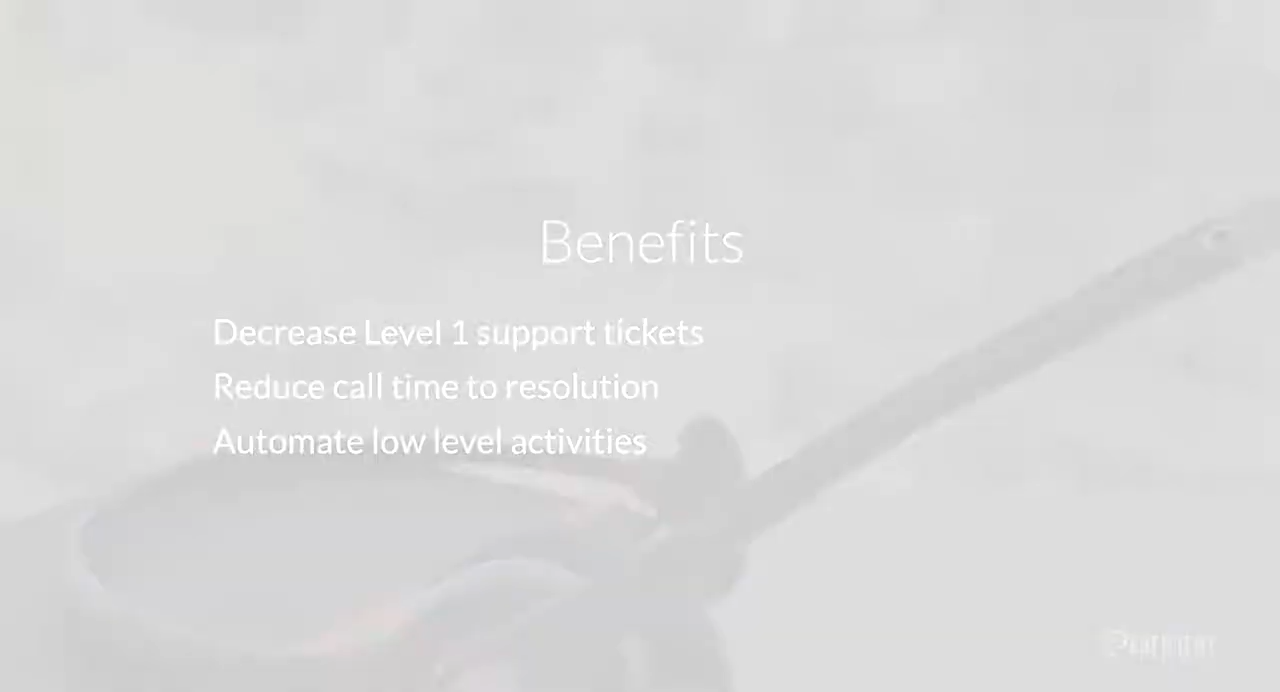 Benefits
Decrease Level 1 support tickets
Reduce call time to resolution
Automate low level activities